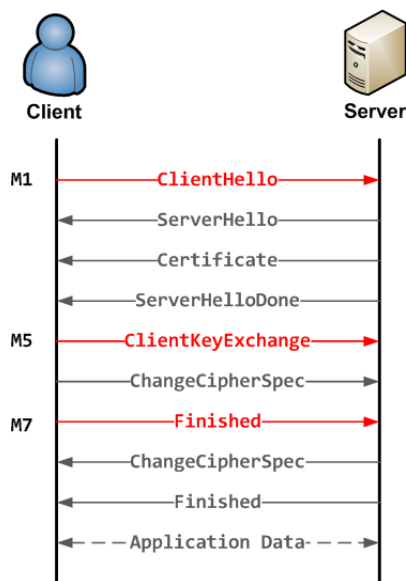 Client Server
M1 ClientHello
ServerHello
Certificate
ServerHelloDone
M5 ClientKeyExchange
ChangeCipherSpec
M7 Finished
ChangeCipherSpec
Finished
Application Data